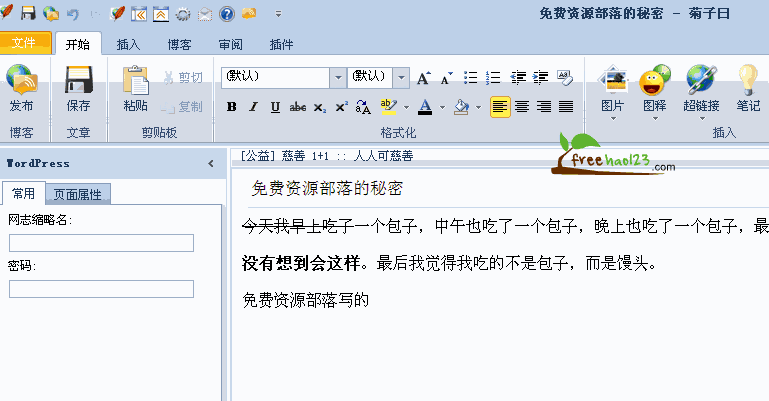 免费资源部落的秘密 - 菊子曰
文件 开始 插入 博客 审阅 插件
发布 保存 粘贴 剪切 复制 (默认) (默认) A A
B I U abc x₂ x² A ab A 图片 图释 超链接 笔记
博客 文章 剪贴板 格式化 插入
WordPress
[公益] 慈善 1+1 :: 人人可慈善
freehao123.com
常用 页面属性
免费资源部落的秘密
网志缩略名:
今天我早上吃了一个包子，中午也吃了一个包子，晚上也吃了一个包子，最
密码:
没有想到会这样。最后我觉得我吃的不是包子，而是馒头。
免费资源部落写的